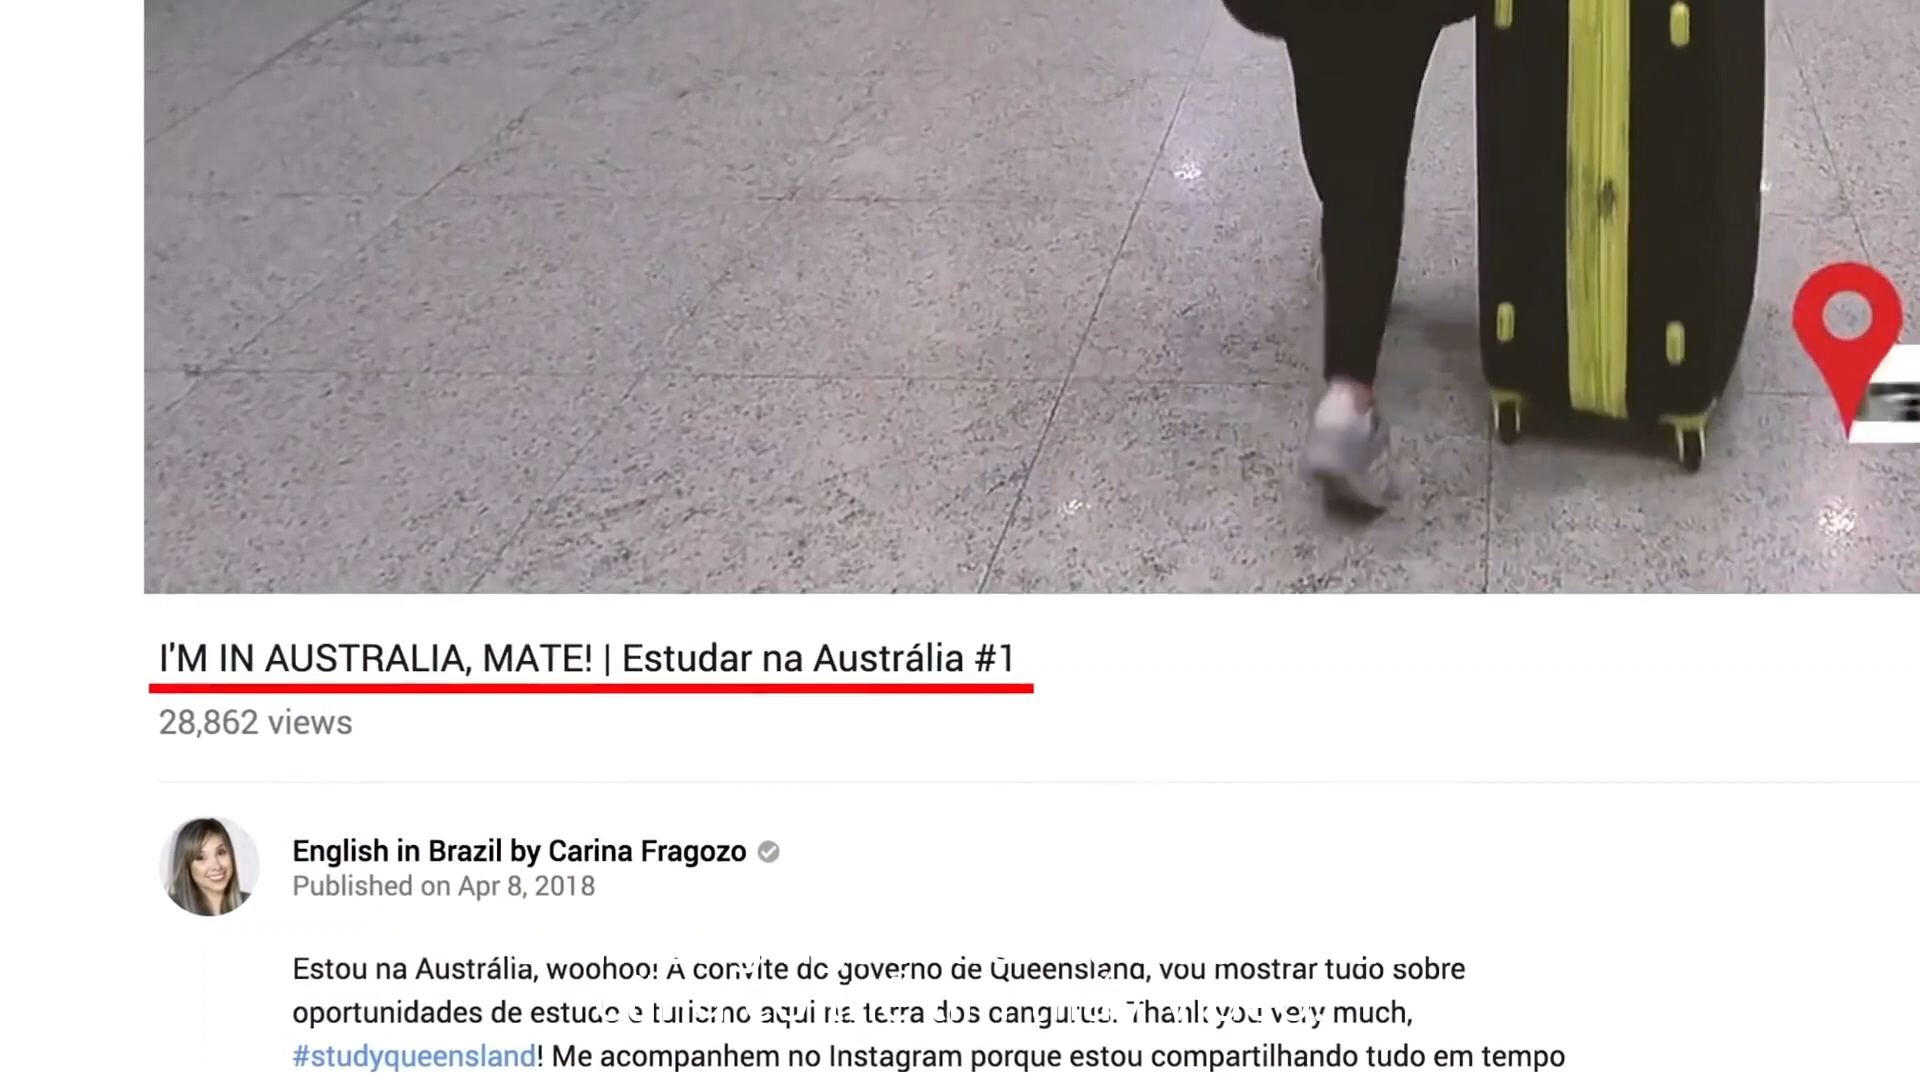 I'M IN AUSTRALIA, MATE! | Estudar na Austrália #1
28,862 views
English in Brazil by Carina Fragozo
Published on Apr 8, 2018
Estou na Austrália, woohoo! A convite do governo de Queensland, vou mostrar tudo sobre
oportunidades de estudo e turismo aqui na terra dos cangurus. Thank you very much,
#studyqueensland! Me acompanhem no Instagram porque estou compartilhando tudo em tempo